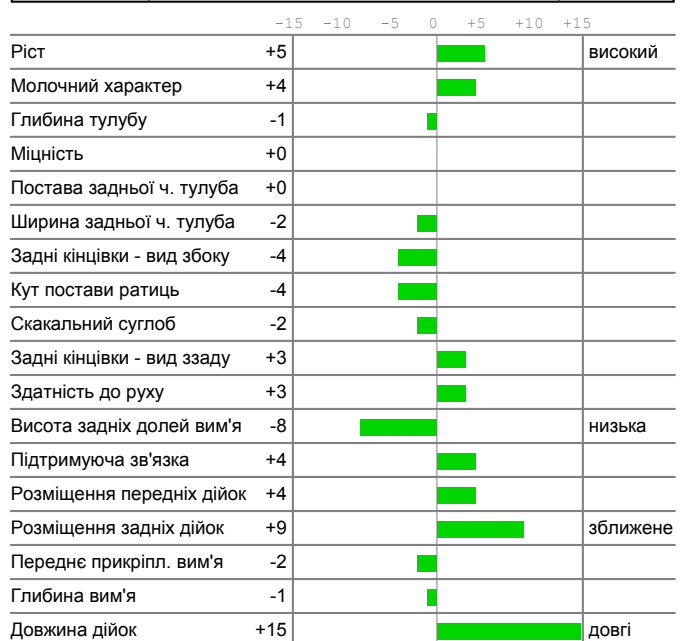 -15 -10 -5 0 +5 +10 +15
Ріст +5 високий
Молочний характер +4
Глибина тулубу -1
Міцність +0
Постава задньої ч. тулуба +0
Ширина задньої ч. тулуба -2
Задні кінцівки - вид збоку -4
Кут постави ратиць -4
Скакальний суглоб -2
Задні кінцівки - вид ззаду +3
Здатність до руху +3
Висота задніх долей вим'я -8 низька
Підтримуюча зв'язка +4
Розміщення передніх дійок +4
Розміщення задніх дійок +9 зближене
Переднє прикріпл. вим'я -2
Глибина вим'я -1
Довжина дійок +15 довгі